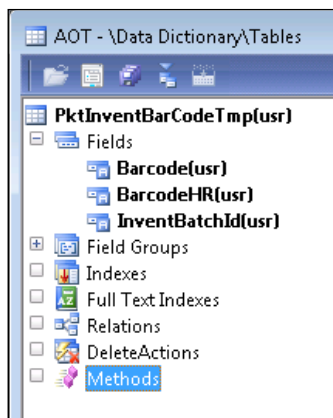 AOT - \Data Dictionary\Tables
PktInventBarCodeTmp(usr)
Fields
Barcode(usr)
BarcodeHR(usr)
InventBatchId(usr)
Field Groups
Indexes
Full Text Indexes
Relations
DeleteActions
Methods